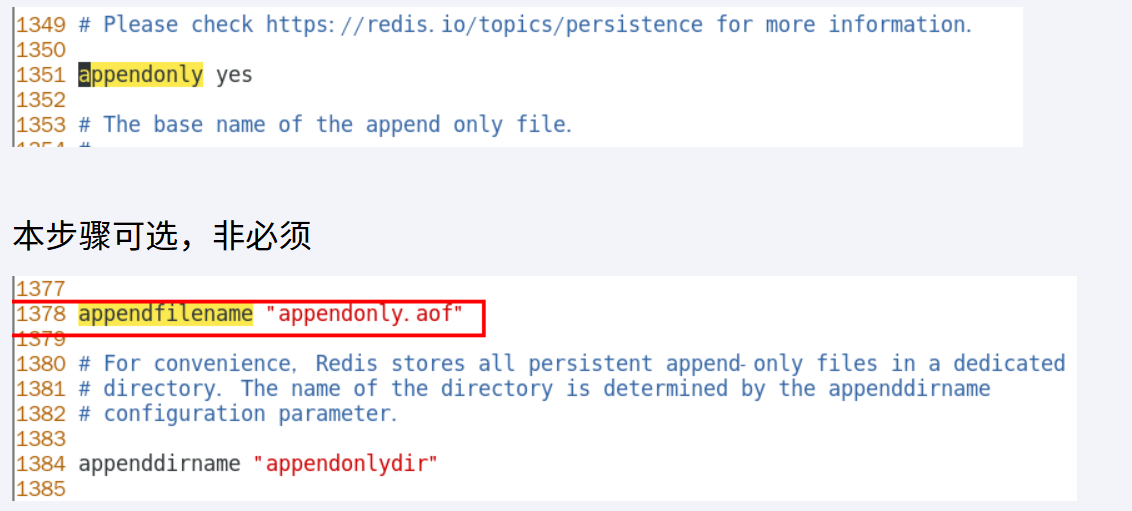 1349 # Please check https://redis.io/topics/persistence for more information.
1350
1351 appendonly yes
1352
1353 # The base name of the append only file.
1354 #
本步骤可选，非必须
1377
1378 appendfilename "appendonly.aof"
1379
1380 # For convenience, Redis stores all persistent append-only files in a dedicated
1381 # directory. The name of the directory is determined by the appenddirname
1382 # configuration parameter.
1383
1384 appenddirname "appendonlydir"
1385